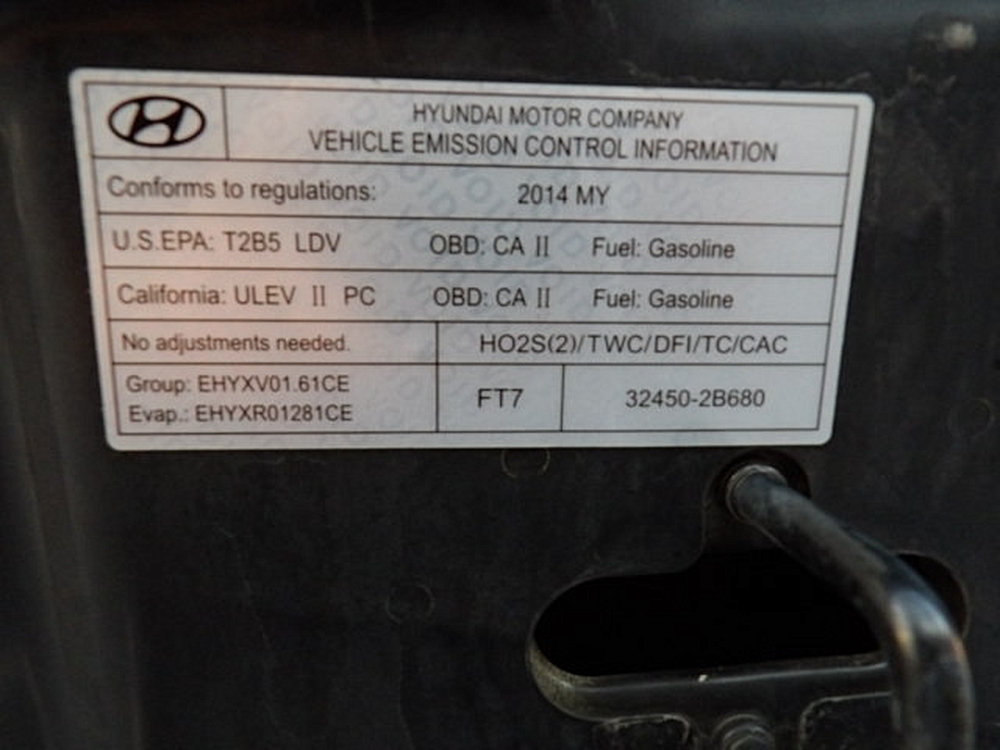 HYUNDAI MOTOR COMPANY
VEHICLE EMISSION CONTROL INFORMATION
Conforms to regulations: 2014 MY
U.S.EPA: T2B5 LDV OBD: CA II Fuel: Gasoline
California: ULEV II PC OBD: CA II Fuel: Gasoline
No adjustments needed. HO2S(2)/TWC/DFI/TC/CAC
Group: EHYXV01.61CE
Evap.: EHYXR01281CE
FT7
32450-2B680